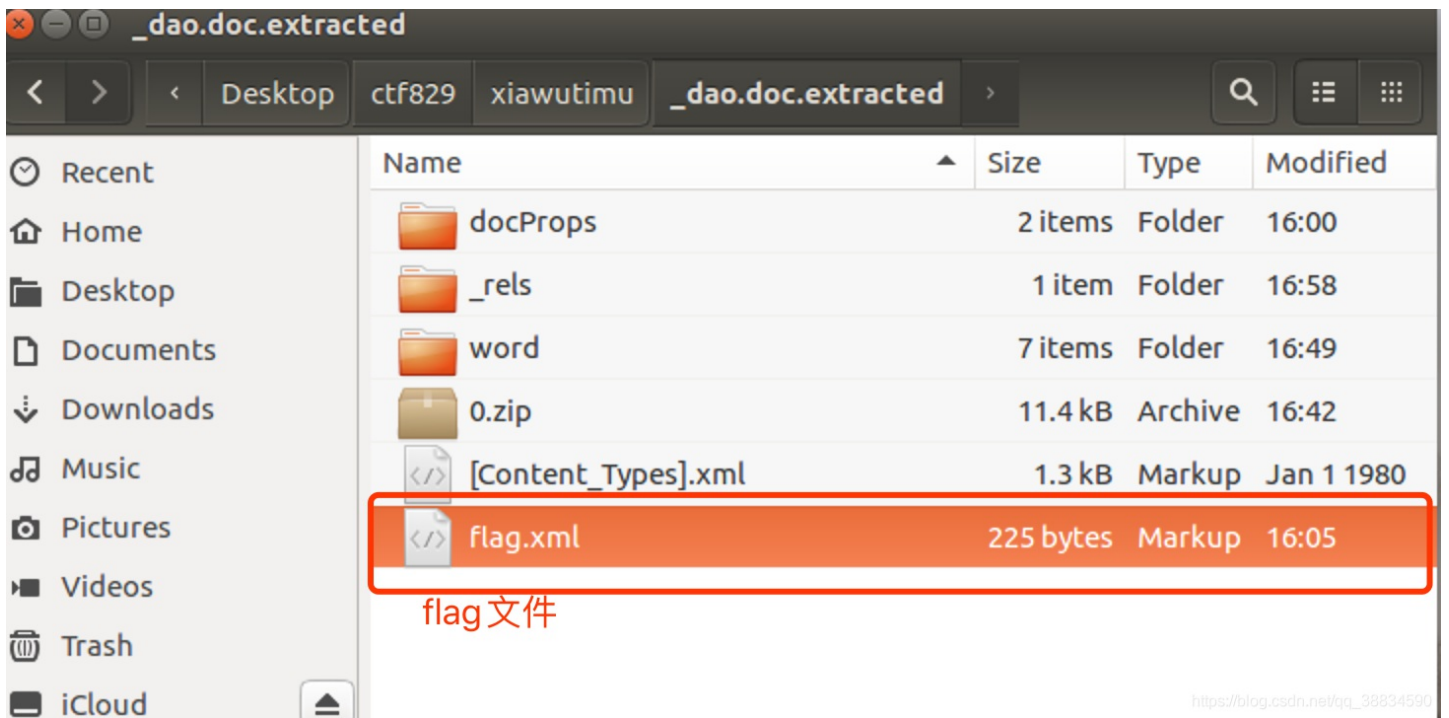 _dao.doc.extracted
Desktop ctf829 xiawutimu _dao.doc.extracted
Name Size Type Modified
Recent
docProps 2 items Folder 16:00
Home
_rels 1 item Folder 16:58
Desktop
word 7 items Folder 16:49
Documents
0.zip 11.4 kB Archive 16:42
Downloads
[Content_Types].xml 1.3 kB Markup Jan 1 1980
Music
flag.xml 225 bytes Markup 16:05
Pictures
Videos
flag文件
Trash
iCloud
https://blog.csdn.net/qq_38834590